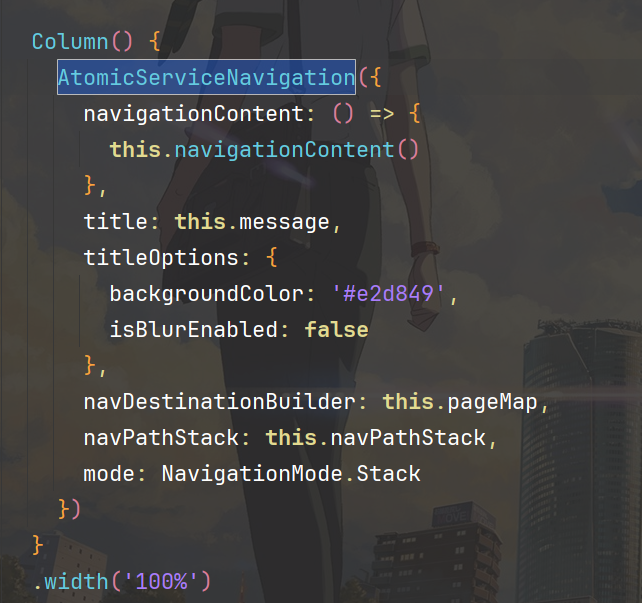 Column() {
AtomicServiceNavigation({
navigationContent: () => {
this.navigationContent()
},
title: this.message,
titleOptions: {
backgroundColor: '#e2d849',
isBlurEnabled: false
},
navDestinationBuilder: this.pageMap,
navPathStack: this.navPathStack,
mode: NavigationMode.Stack
})
}
.width('100%')